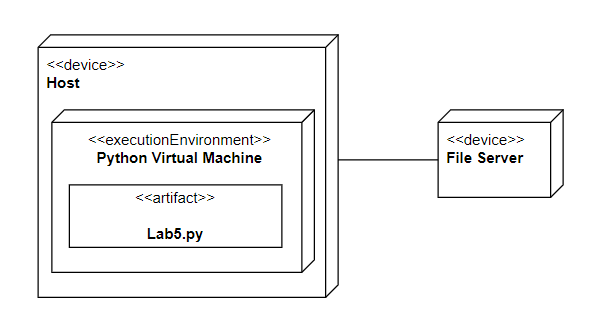 <<device>>
Host
<<executionEnvironment>>
Python Virtual Machine
<<artifact>>
Lab5.py
<<device>>
File Server